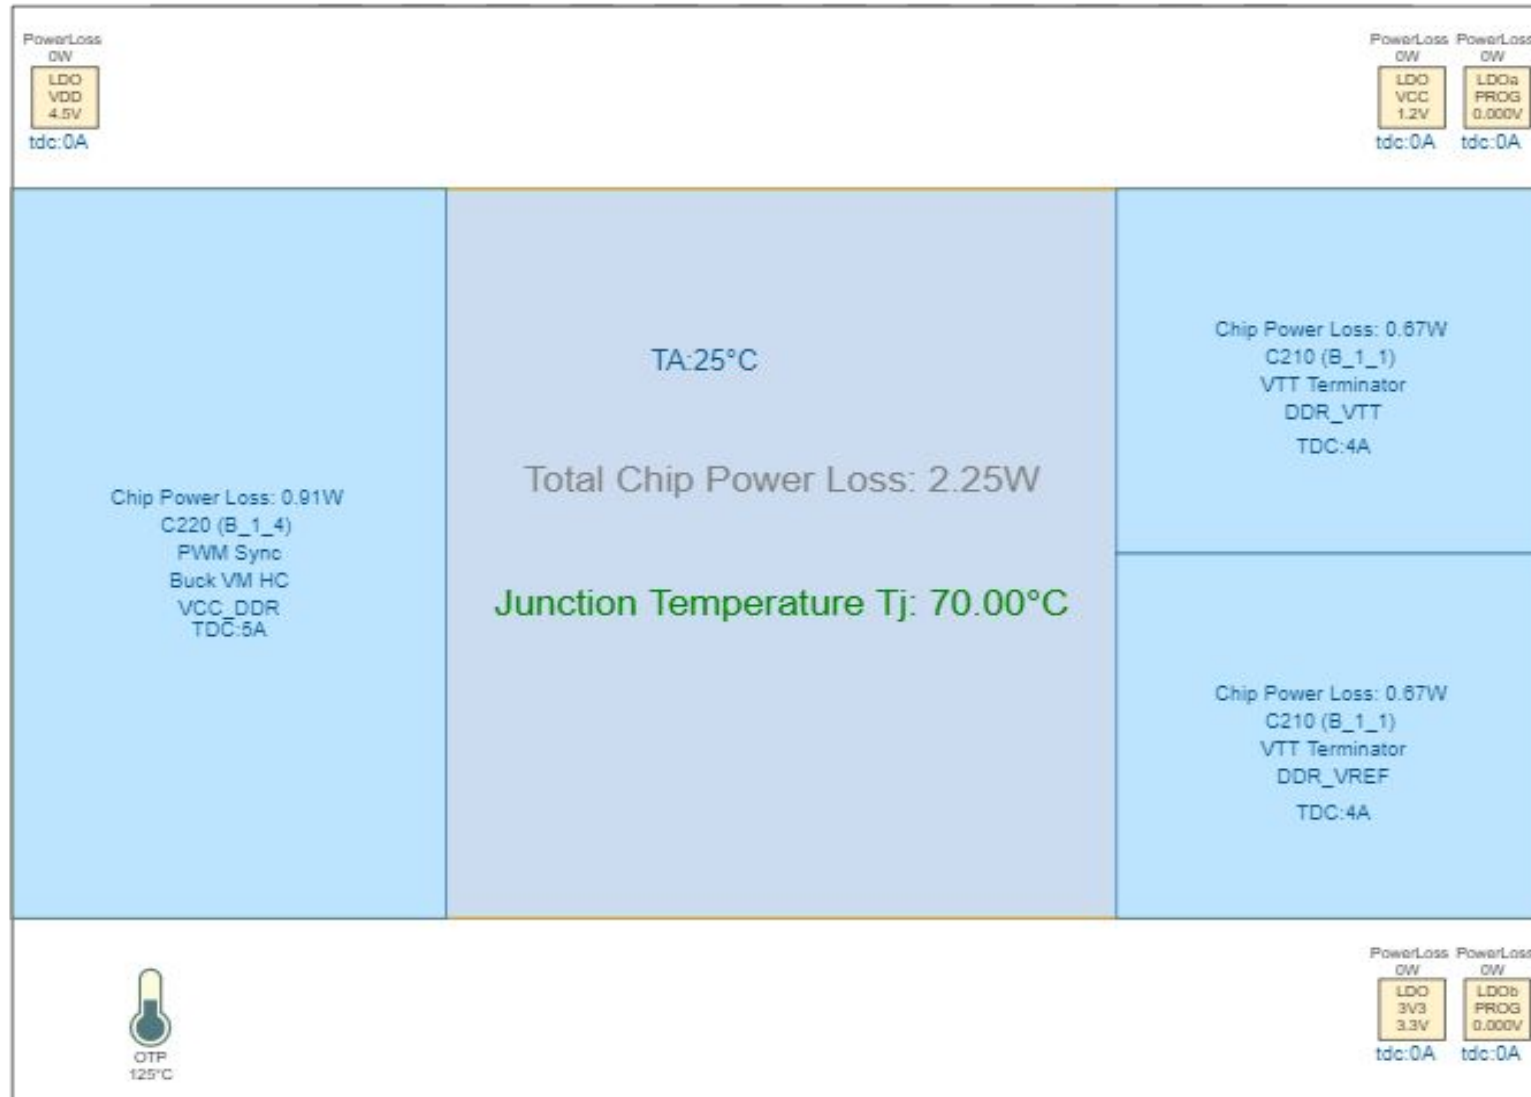 PowerLoss
0W
LDO
VDD
4.5V
tdc:0A
PowerLoss
0W
LDO
VCC
1.2V
tdc:0A
PowerLoss
0W
LDOa
PROG
0.000V
tdc:0A
Chip Power Loss: 0.91W
C220 (B_1_4)
PWM Sync
Buck VM HC
VCC_DDR
TDC:5A
TA:25°C
Total Chip Power Loss: 2.25W
Junction Temperature Tj: 70.00°C
Chip Power Loss: 0.67W
C210 (B_1_1)
VTT Terminator
DDR_VTT
TDC:4A
Chip Power Loss: 0.67W
C210 (B_1_1)
VTT Terminator
DDR_VREF
TDC:4A
OTP
125°C
PowerLoss
0W
LDO
3V3
3.3V
tdc:0A
PowerLoss
0W
LDOb
PROG
0.000V
tdc:0A